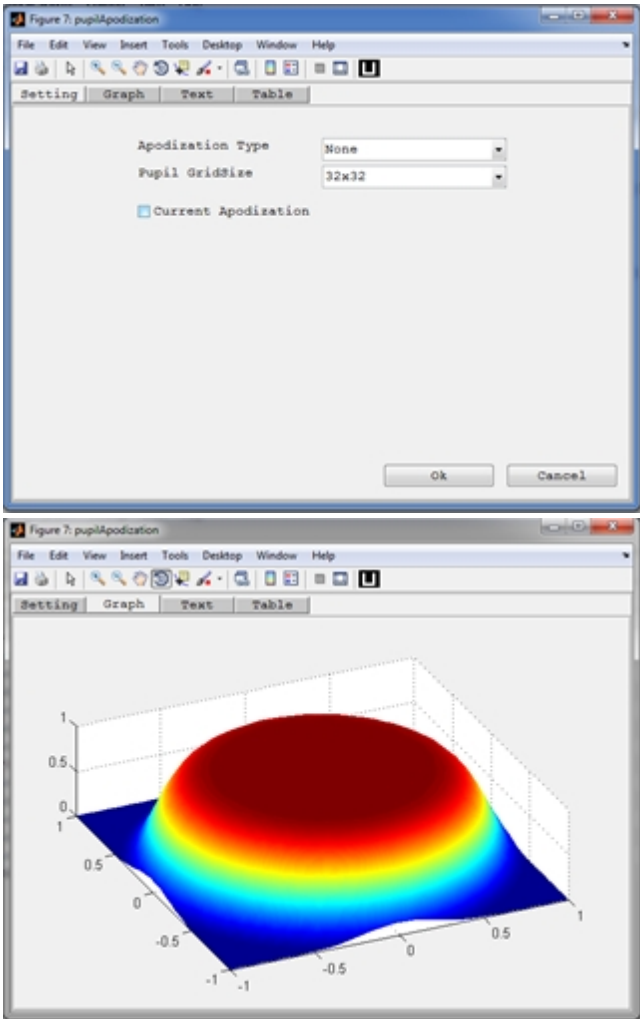 Figure 7: pupilApodization
File Edit View Insert Tools Desktop Window Help
Setting Graph Text Table
Apodization Type None
Pupil GridSize 32x32
Current Apodization
Ok Cancel
Figure 7: pupilApodization
File Edit View Insert Tools Desktop Window Help
Setting Graph Text Table
1
0.5
0
1
0.5
0
-0.5
-1
-1
-0.5
0
0.5
1